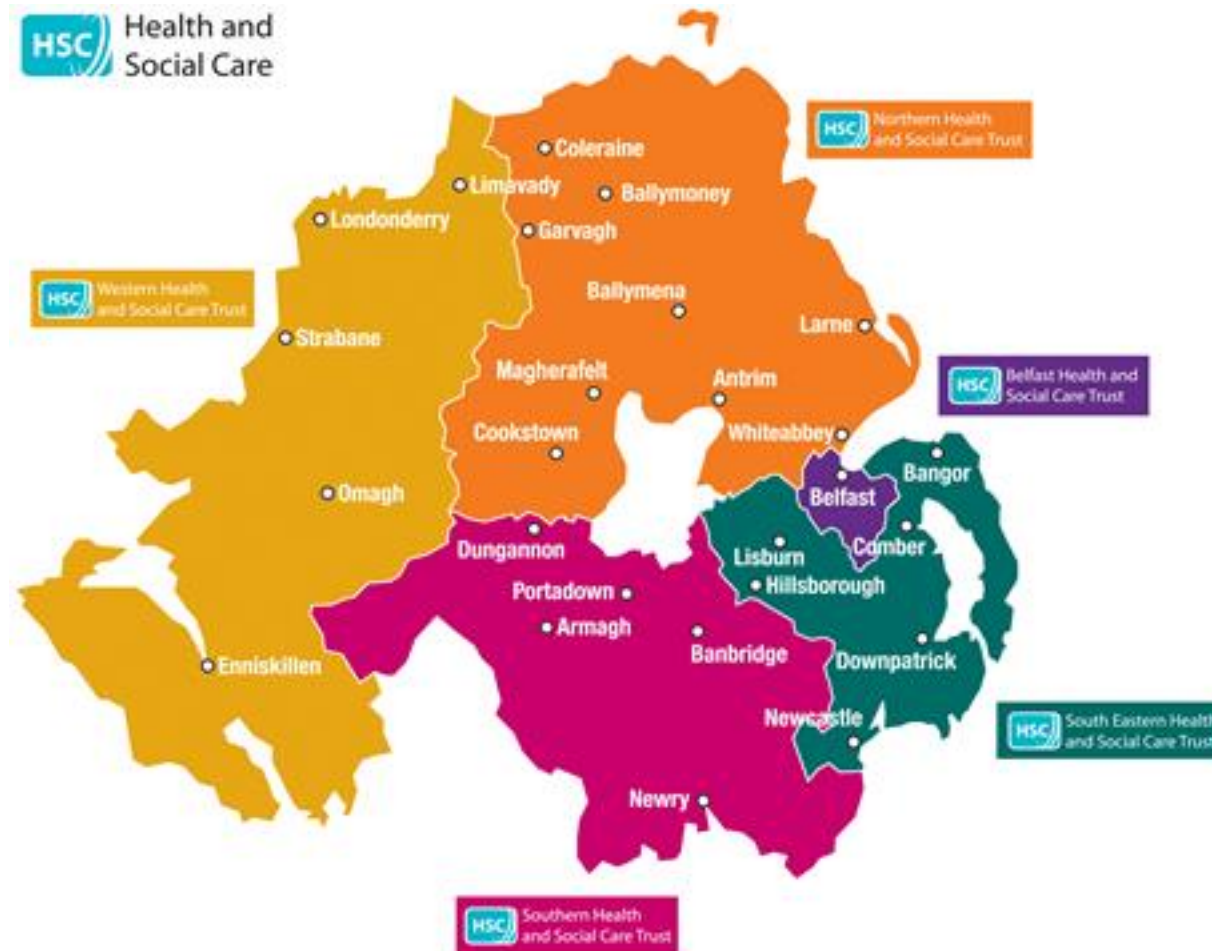 HSC
Health and
Social Care
HSC
Northern Health
and Social Care Trust
Coleraine
Limavady
Ballymoney
Londonderry
Garvagh
HSC
Western Health
and Social Care Trust
Ballymena
Larne
Strabane
HSC
Belfast Health and
Social Care Trust
Magherafelt
Antrim
Whiteabbey
Cookstown
Bangor
Omagh
Belfast
Dungannon
Lisburn
Comber
Portadown
Hillsborough
Armagh
Banbridge
Downpatrick
Enniskillen
Newcastle
HSC
South Eastern Health
and Social Care Trust
Newry
HSC
Southern Health
and Social Care Trust